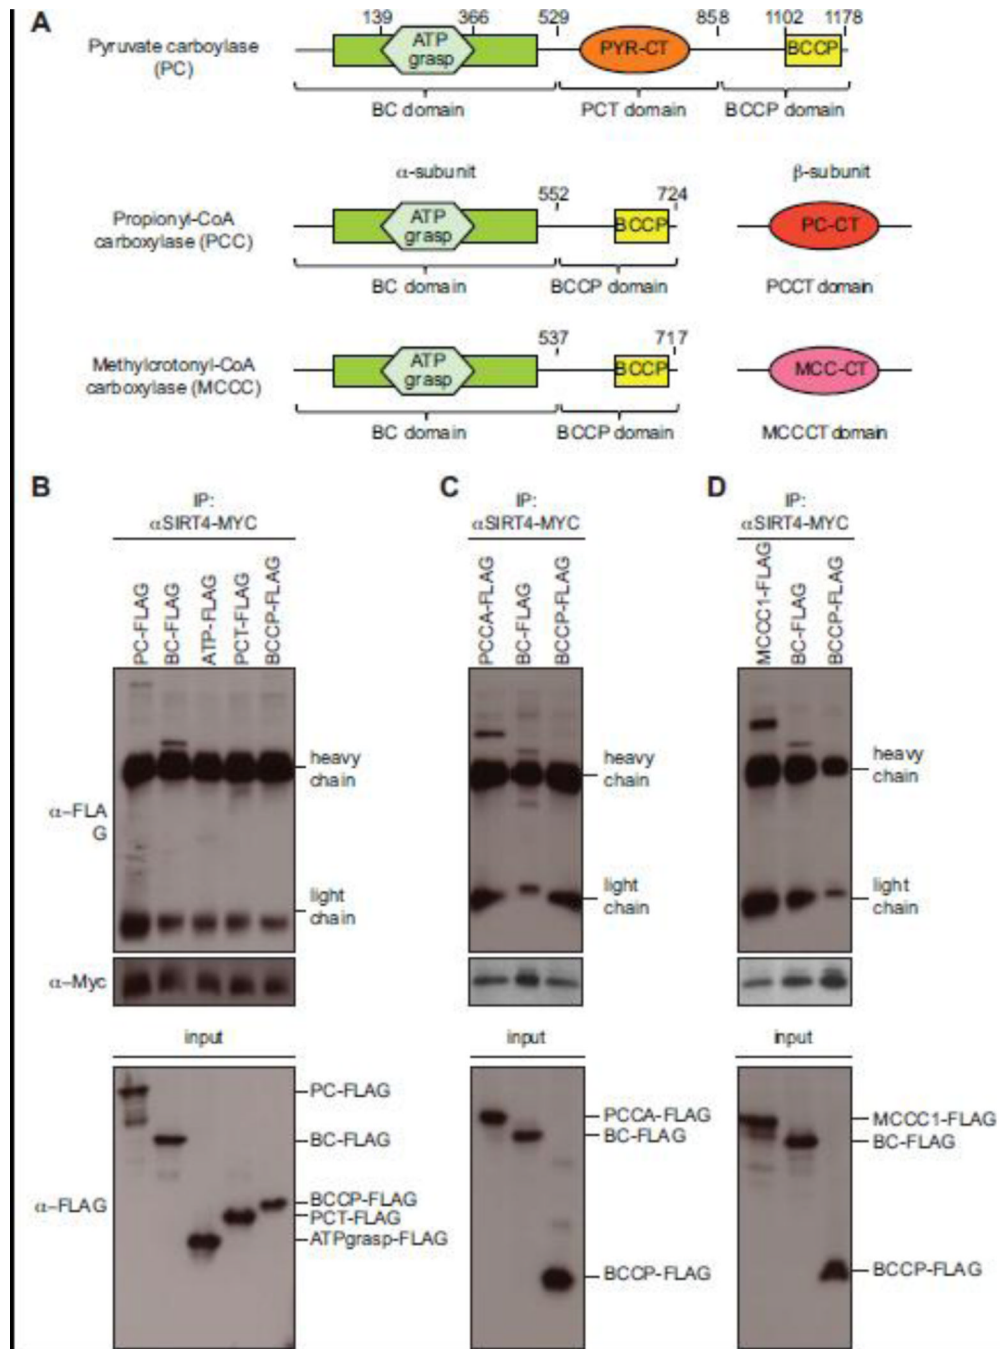 A
139 366 529 858 1102 1178
Pyruvate carboylase
(PC)
ATP
grasp
PYR-CT
BCCP
BC domain
PCT domain
BCCP domain
α-subunit
β-subunit
552 724
Propionyl-CoA
carboxylase (PCC)
ATP
grasp
BCCP
PC-CT
BC domain
BCCP domain
PCCT domain
537 717
Methylcrotonyl-CoA
carboxylase (MCCC)
ATP
grasp
BCCP
MCC-CT
BC domain
BCCP domain
MCCCT domain
B
IP:
αSIRT4-MYC
PC-FLAG
BC-FLAG
ATP-FLAG
PCT-FLAG
BCCP-FLAG
heavy
chain
α–FLA
G
light
chain
α–Myc
input
PC-FLAG
BC-FLAG
α–FLAG
BCCP-FLAG
PCT-FLAG
ATPgrasp-FLAG
C
IP:
αSIRT4-MYC
PCCA-FLAG
BC-FLAG
BCCP-FLAG
heavy
chain
light
chain
input
PCCA-FLAG
BC-FLAG
BCCP-FLAG
D
IP:
αSIRT4-MYC
MCCC1-FLAG
BC-FLAG
BCCP-FLAG
heavy
chain
light
chain
input
MCCC1-FLAG
BC-FLAG
BCCP-FLAG